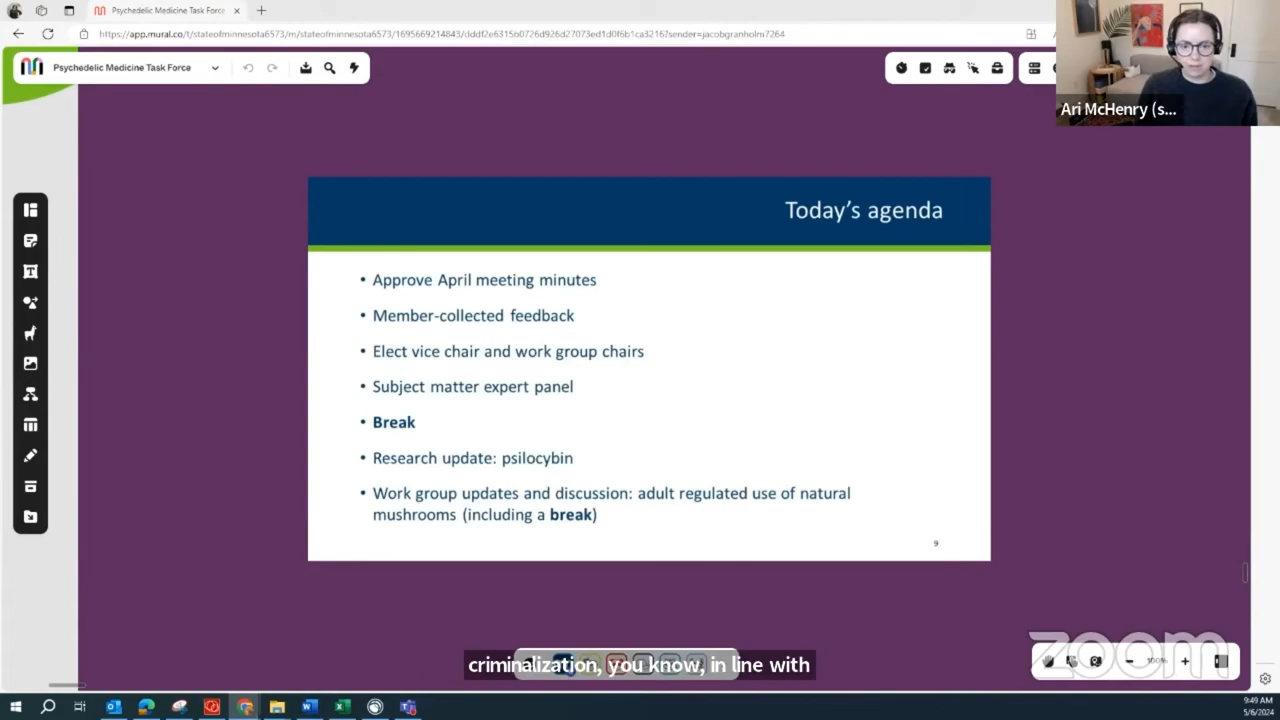 Psychedelic Medicine Task Force
https://app.mural.co/t/stateofminnesota6573/m/stateofminnesota6573/1695669214843/dddf2e6315b0726d926d27073ed1d0f6b1ca3216?sender=jacobgranholm7264
Psychedelic Medicine Task Force
Ari McHenry (s...
Today's agenda
• Approve April meeting minutes
• Member-collected feedback
• Elect vice chair and work group chairs
• Subject matter expert panel
• Break
• Research update: psilocybin
• Work group updates and discussion: adult regulated use of natural
mushrooms (including a break)
9
criminalization, you know, in line with
zoom
100%
9:49 AM
5/6/2024